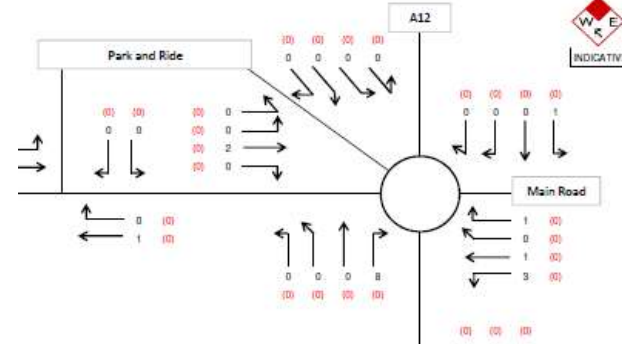 A12
W E
INDICATIVE
Park and Ride
(0) (0) (0) (0)
0 0 0 0
(0) (0) (0) (0)
0 0 0 1
(0) (0)
0 0
(0) 0
(0) 0
(0) 2
(0) 0
Main Road
0 (0)
1 (0)
1 (0)
0 (0)
1 (0)
3 (0)
0 0 0 8
(0) (0) (0) (0)
(0) (0) (0)